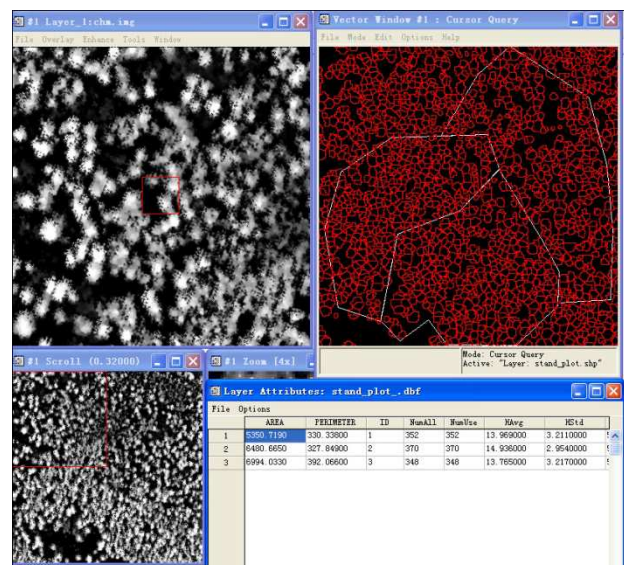 #1 Layer_1:chm.img
File Overlay Enhance Tools Window
Vector Window #1 : Cursor Query
File Mode Edit Options Help
Mode: Cursor Query
Active: "Layer: stand_plot.shp"
#1 Scroll (0.32000)
#1 Zoom [4x]
Layer Attributes: stand_plot_.dbf
File Options
AREA PERIMETER ID NumAll NumUse HAvg HStd
1 5350.7190 330.33800 1 352 352 13.969000 3.2110000
2 6480.6650 327.84900 2 370 370 14.936000 2.9540000
3 6994.0330 392.06600 3 348 348 13.765000 3.2170000